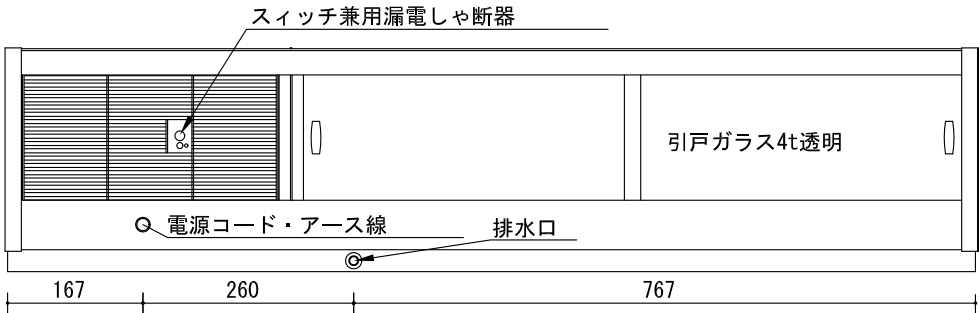 スィッチ兼用漏電しゃ断器
引戸ガラス4t透明
電源コード・アース線
排水口
167
260
767